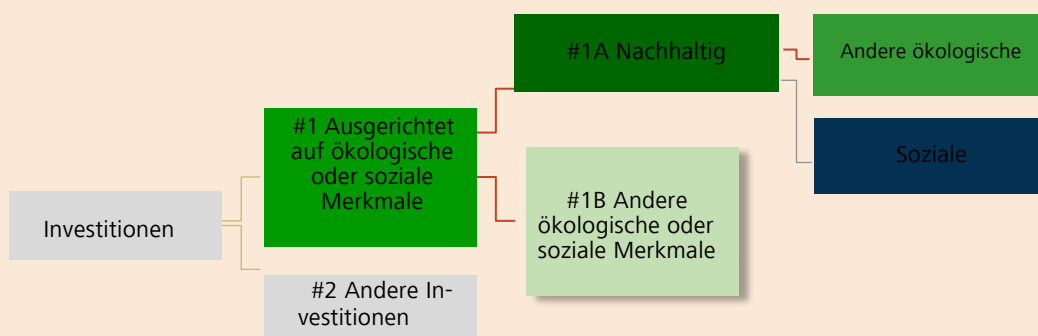 Investitionen
#1 Ausgerichtet
auf ökologische
oder soziale
Merkmale
#2 Andere In-
vestitionen
#1A Nachhaltig
#1B Andere
ökologische oder
soziale Merkmale
Andere ökologische
Soziale